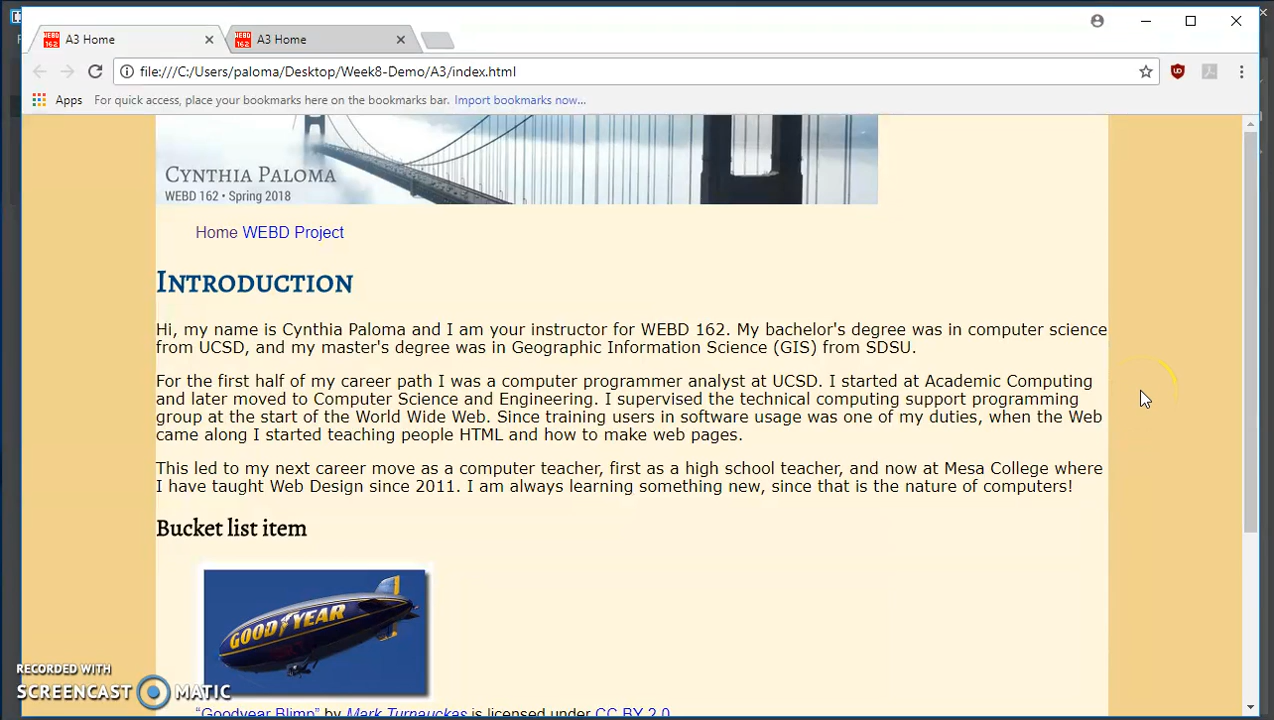 WEBD 162 A3 Home
WEBD 162 A3 Home
file:///C:/Users/paloma/Desktop/Week8-Demo/A3/index.html
Apps For quick access, place your bookmarks here on the bookmarks bar. Import bookmarks now...
CYNTHIA PALOMA
WEBD 162 • Spring 2018
Home WEBD Project
INTRODUCTION
Hi, my name is Cynthia Paloma and I am your instructor for WEBD 162. My bachelor's degree was in computer science
from UCSD, and my master's degree was in Geographic Information Science (GIS) from SDSU.
For the first half of my career path I was a computer programmer analyst at UCSD. I started at Academic Computing
and later moved to Computer Science and Engineering. I supervised the technical computing support programming
group at the start of the World Wide Web. Since training users in software usage was one of my duties, when the Web
came along I started teaching people HTML and how to make web pages.
This led to my next career move as a computer teacher, first as a high school teacher, and now at Mesa College where
I have taught Web Design since 2011. I am always learning something new, since that is the nature of computers!
Bucket list item
GOODYEAR
"Goodyear Blimp" by Mark Turnauckas is licensed under CC BY 2.0
RECORDED WITH
SCREENCAST MATIC